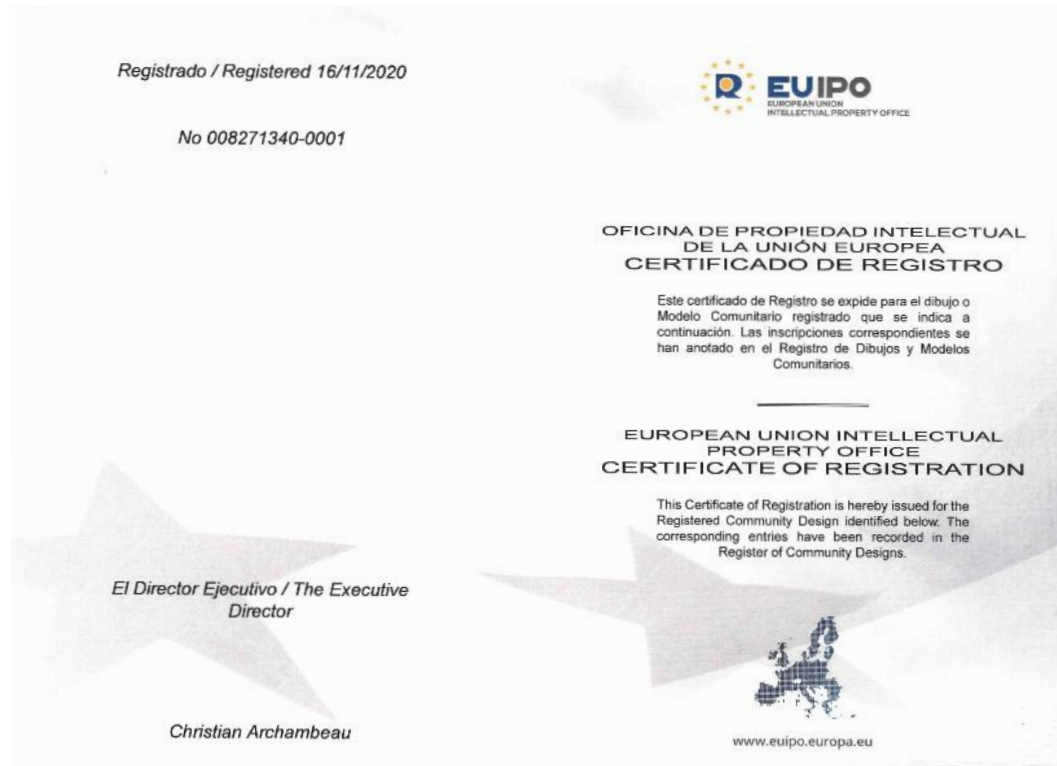 Registrado / Registered 16/11/2020
No 008271340-0001
El Director Ejecutivo / The Executive
Director
Christian Archambeau
EUIPO
EUROPEAN UNION
INTELLECTUAL PROPERTY OFFICE
OFICINA DE PROPIEDAD INTELECTUAL
DE LA UNIÓN EUROPEA
CERTIFICADO DE REGISTRO
Este certificado de Registro se expide para el dibujo o
Modelo Comunitario registrado que se indica a
continuación. Las inscripciones correspondientes se
han anotado en el Registro de Dibujos y Modelos
Comunitarios.
EUROPEAN UNION INTELLECTUAL
PROPERTY OFFICE
CERTIFICATE OF REGISTRATION
This Certificate of Registration is hereby issued for the
Registered Community Design identified below. The
corresponding entries have been recorded in the
Register of Community Designs.
www.euipo.europa.eu